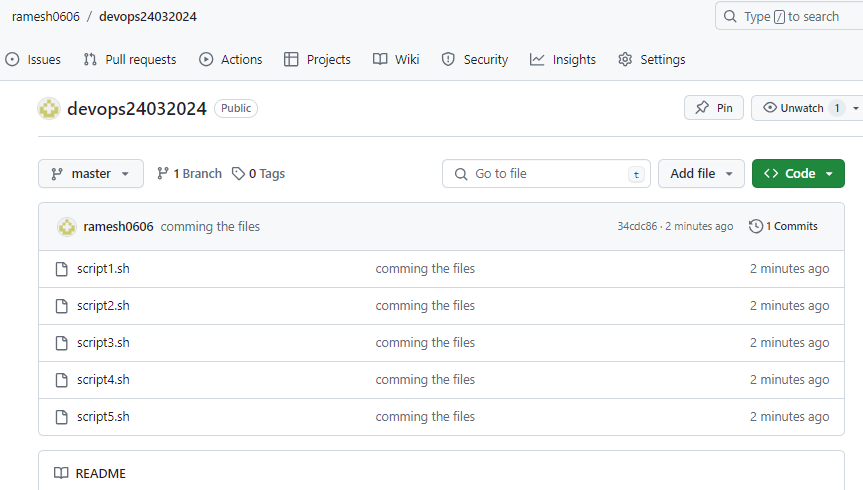 ramesh0606 / devops24032024
Type / to search
Issues Pull requests Actions Projects Wiki Security Insights Settings
devops24032024 Public
Pin Unwatch 1
master 1 Branch 0 Tags Go to file t Add file Code
ramesh0606 comming the files 34cdc86 · 2 minutes ago 1 Commits
script1.sh comming the files 2 minutes ago
script2.sh comming the files 2 minutes ago
script3.sh comming the files 2 minutes ago
script4.sh comming the files 2 minutes ago
script5.sh comming the files 2 minutes ago
README